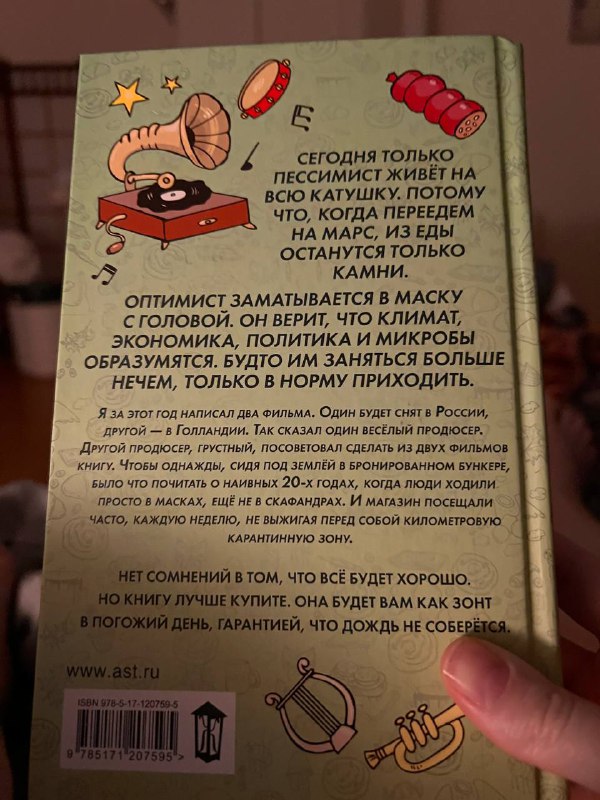 СЕГОДНЯ ТОЛЬКО
ПЕССИМИСТ ЖИВЁТ НА
ВСЮ КАТУШКУ. ПОТОМУ
ЧТО, КОГДА ПЕРЕЕДЕМ
НА МАРС, ИЗ ЕДЫ
ОСТАНУТСЯ ТОЛЬКО
КАМНИ.
ОПТИМИСТ ЗАМАТЫВАЕТСЯ В МАСКУ
С ГОЛОВОЙ. ОН ВЕРИТ, ЧТО КЛИМАТ,
ЭКОНОМИКА, ПОЛИТИКА И МИКРОБЫ
ОБРАЗУМЯТСЯ. БУДТО ИМ ЗАНЯТЬСЯ БОЛЬШЕ
НЕЧЕМ, ТОЛЬКО В НОРМУ ПРИХОДИТЬ.
Я ЗА ЭТОТ ГОД НАПИСАЛ ДВА ФИЛЬМА. ОДИН БУДЕТ СНЯТ В РОССИИ,
ДРУГОЙ — В ГОЛЛАНДИИ. ТАК СКАЗАЛ ОДИН ВЕСЁЛЫЙ ПРОДЮСЕР.
ДРУГОЙ ПРОДЮСЕР, ГРУСТНЫЙ, ПОСОВЕТОВАЛ СДЕЛАТЬ ИЗ ДВУХ ФИЛЬМОВ
КНИГУ. ЧТОБЫ ОДНАЖДЫ, СИДЯ ПОД ЗЕМЛЁЙ В БРОНИРОВАННОМ БУНКЕРЕ,
БЫЛО ЧТО ПОЧИТАТЬ О НАИВНЫХ 20-Х ГОДАХ, КОГДА ЛЮДИ ХОДИЛИ
ПРОСТО В МАСКАХ, ЕЩЁ НЕ В СКАФАНДРАХ. И МАГАЗИН ПОСЕЩАЛИ
ЧАСТО, КАЖДУЮ НЕДЕЛЮ, НЕ ВЫЖИГАЯ ПЕРЕД СОБОЙ КИЛОМЕТРОВУЮ
КАРАНТИННУЮ ЗОНУ.
НЕТ СОМНЕНИЙ В ТОМ, ЧТО ВСЁ БУДЕТ ХОРОШО.
НО КНИГУ ЛУЧШЕ КУПИТЕ. ОНА БУДЕТ ВАМ КАК ЗОНТ
В ПОГОЖИЙ ДЕНЬ, ГАРАНТИЕЙ, ЧТО ДОЖДЬ НЕ СОБЕРЁТСЯ.
www.ast.ru
ISBN 978-5-17-120759-5
9 785171 207595 >